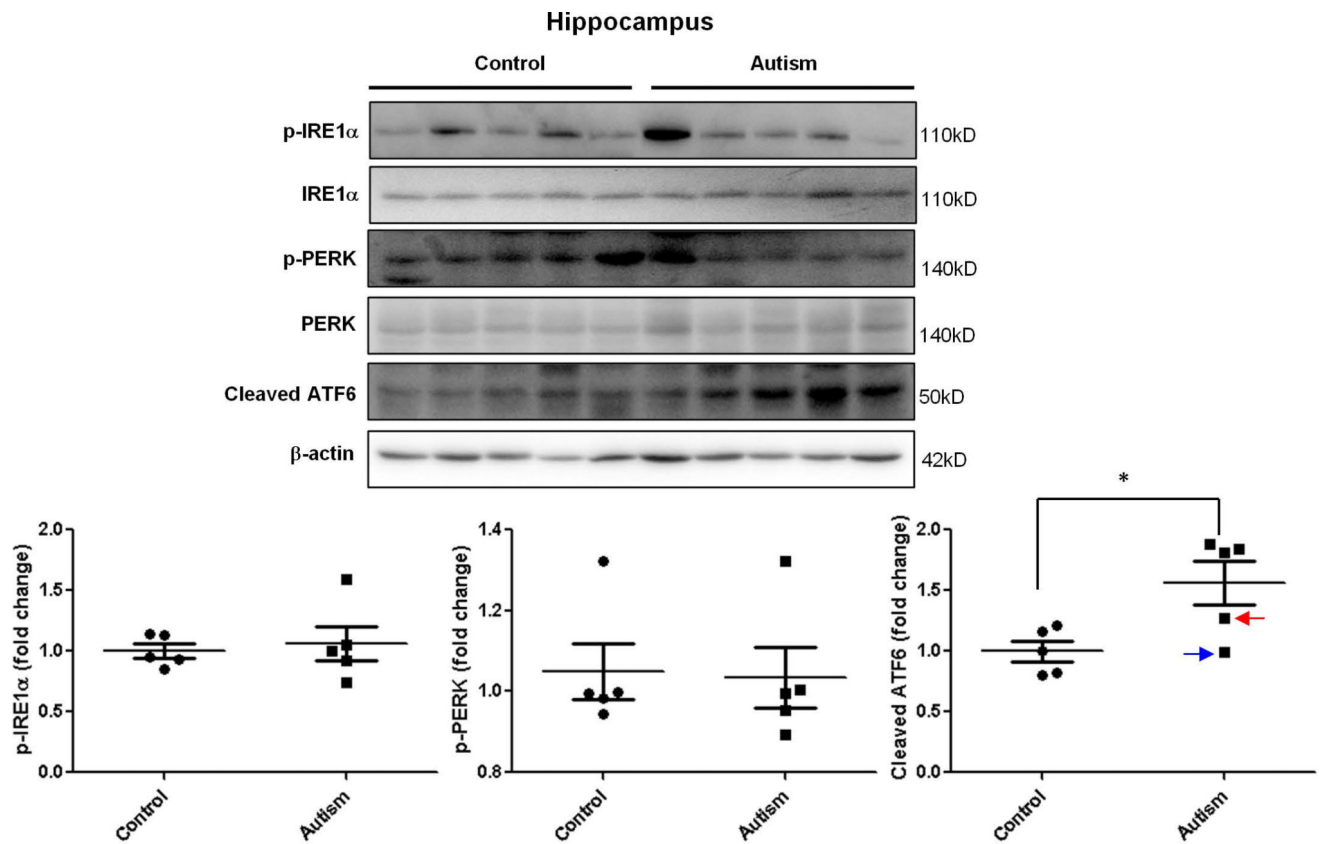 Hippocampus
Control Autism
p-IRE1α 110kD
IRE1α 110kD
p-PERK 140kD
PERK 140kD
Cleaved ATF6 50kD
β-actin 42kD
p-IRE1α (fold change)
2.0
1.5
1.0
0.5
0.0
Control Autism
p-PERK (fold change)
1.4
1.2
1.0
0.8
Control Autism
Cleaved ATF6 (fold change)
2.0
1.5
1.0
0.5
0.0
*
Control Autism